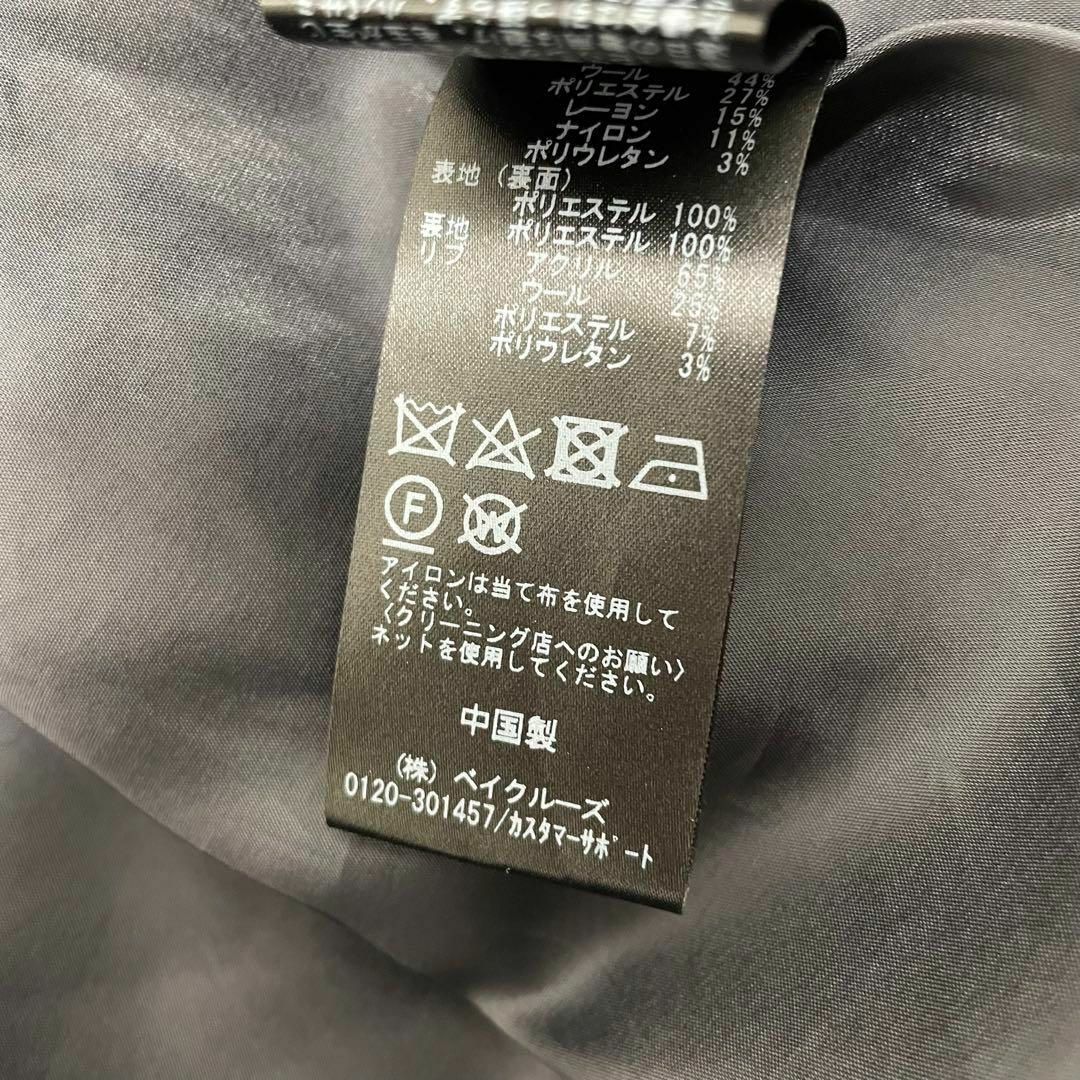 ウール 44%
ポリエステル 27%
レーヨン 15%
ナイロン 11%
ポリウレタン 3%
表地 (裏面)
ポリエステル 100%
裏地 ポリエステル 100%
リブ アクリル 65%
ウール 25%
ポリエステル 7%
ポリウレタン 3%
F
W
アイロンは当て布を使用して
ください。
〈クリーニング店へのお願い〉
ネットを使用してください。
中国製
(株) ベイクルーズ
0120-301457/カスタマーサポート